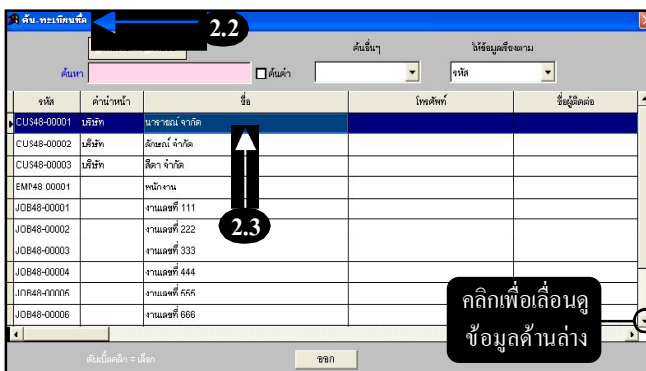 ค้น-ทะเบียนชื่อ
2.2
ค้นอื่นๆ ให้ข้อมูลเรียงตาม
ค้นหา ค้นคำ รหัส
รหัส คำนำหน้า ชื่อ โทรศัพท์ ชื่อผู้ติดต่อ
CUS48-00001 บริษัท นารายณ์ จำกัด
CUS48-00002 บริษัท ลักษณ์ จำกัด
CUS48-00003 บริษัท สีดา จำกัด
EMP48-00001 พนักงาน
JOB48-00001 งานเลขที่ 111
JOB48-00002 งานเลขที่ 222
2.3
JOB48-00003 งานเลขที่ 333
JOB48-00004 งานเลขที่ 444
JOB48-00005 งานเลขที่ 555
JOB48-00006 งานเลขที่ 666
คลิกเพื่อเลื่อนดู
ข้อมูลด้านล่าง
ดับเบิ้ลคลิก = เลือก ออก